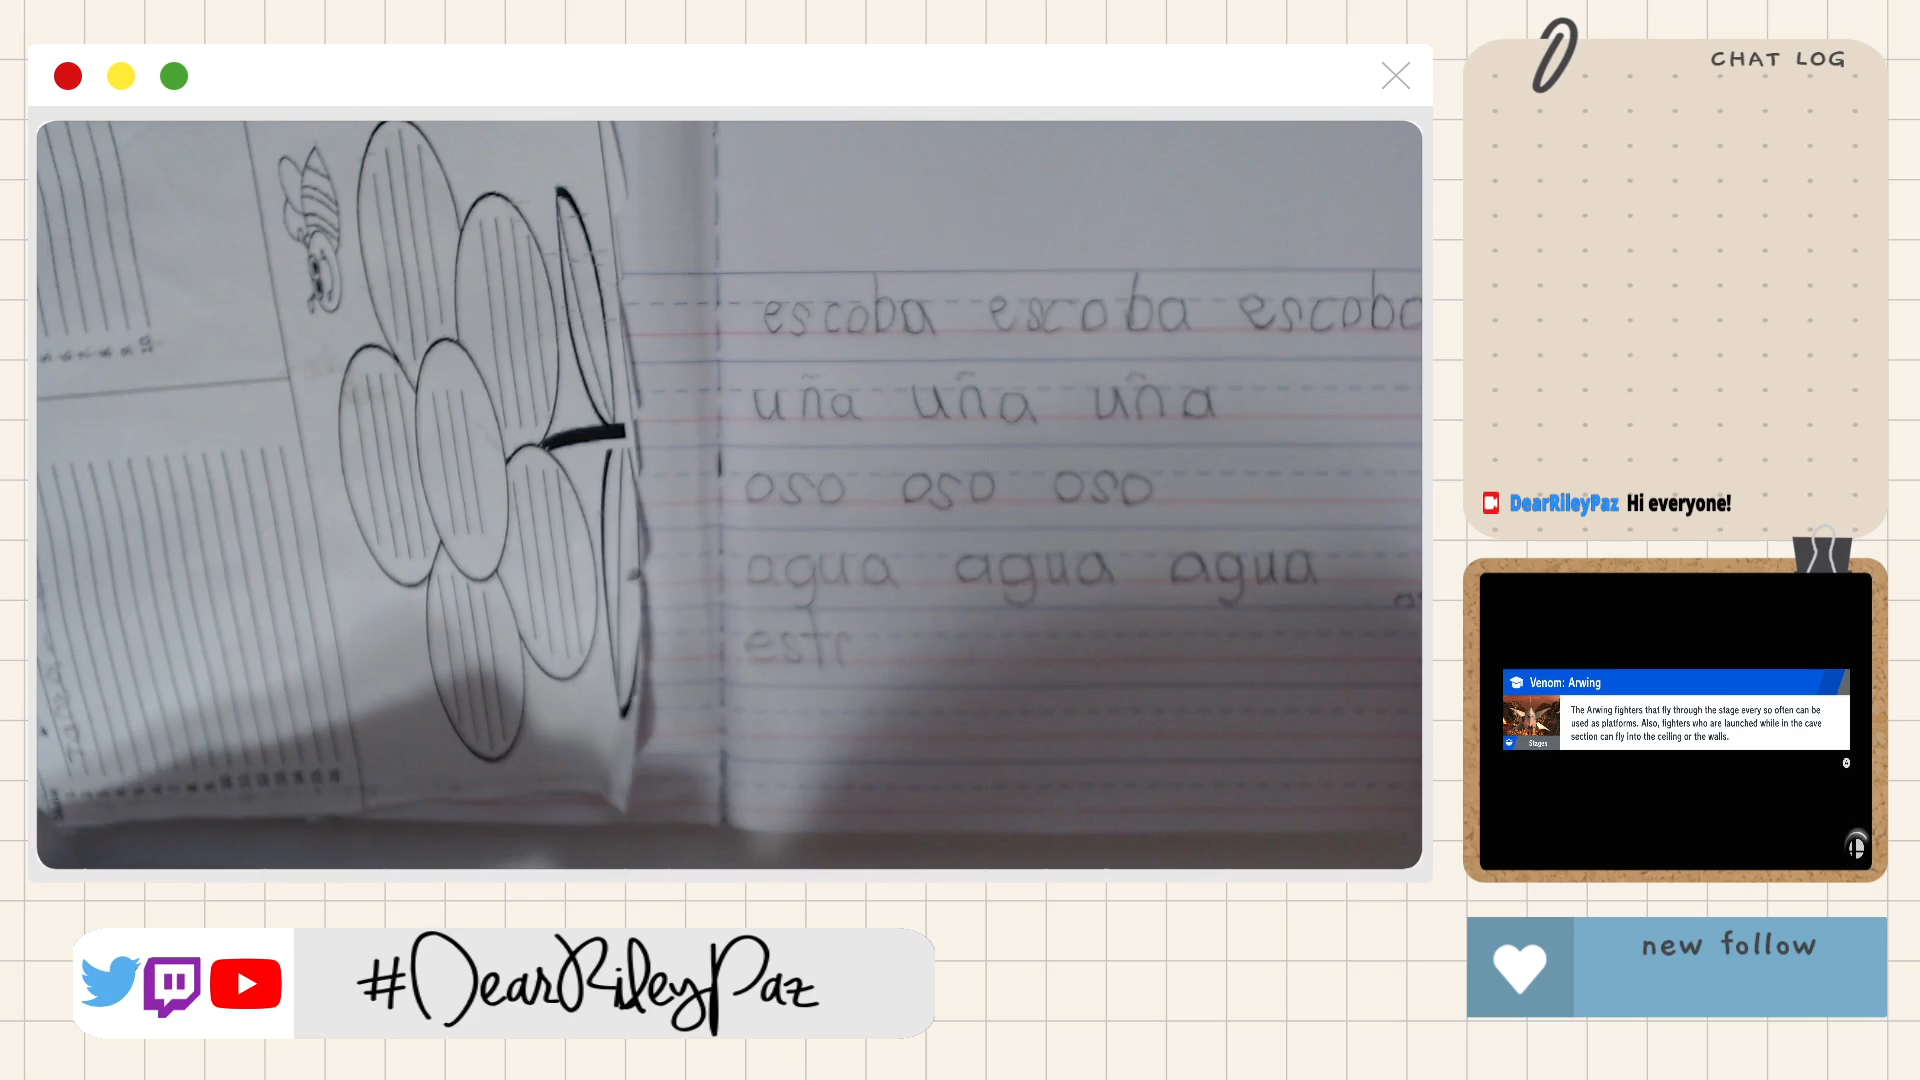 CHAT LOG
escoba escoba escoba
uña uña uña
oso oso oso
agua agua agua
estr
DearRileyPaz Hi everyone!
Venom: Arwing
The Arwing fighters that fly through the stage every so often can be
used as platforms. Also, fighters who are launched while in the cave
section can fly into the ceiling or the walls.
Stages
#DearRileyPaz
new follow